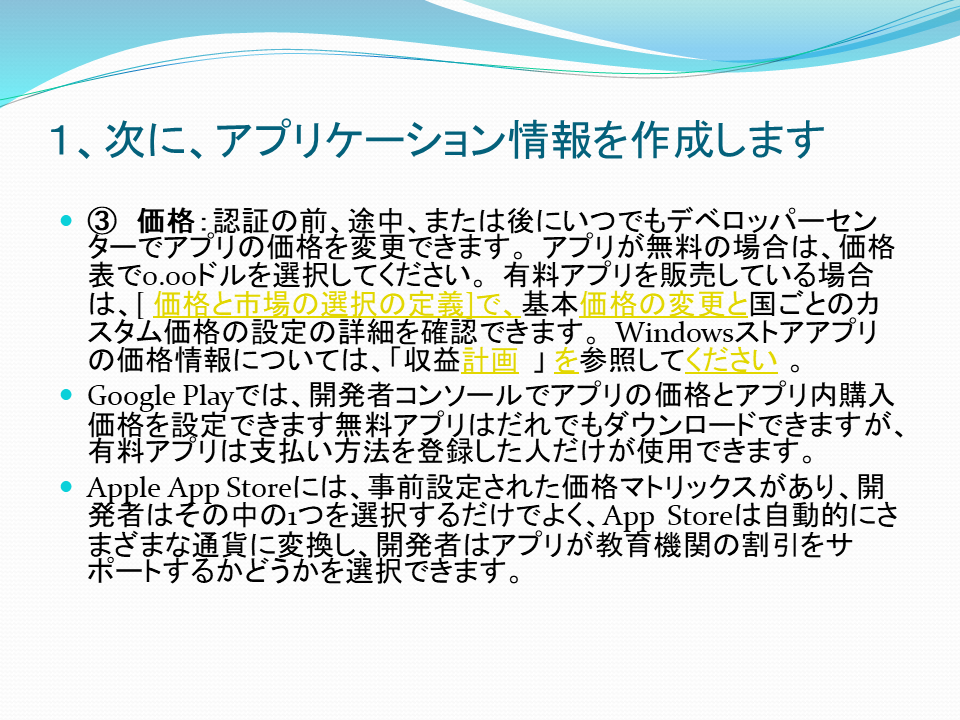 １、次に、アプリケーション情報を作成します
• ③　価格：認証の前、途中、または後にいつでもデベロッパーセン
ターでアプリの価格を変更できます。 アプリが無料の場合は、価格
表で0.00ドルを選択してください。 有料アプリを販売している場合
は、[ 価格と市場の選択の定義]で、基本価格の変更と国ごとのカ
スタム価格の設定の詳細を確認できます。 Windowsストアアプリ
の価格情報については、「収益計画　」を参照してください 。
• Google Playでは、開発者コンソールでアプリの価格とアプリ内購入
価格を設定できます無料アプリはだれでもダウンロードできますが、
有料アプリは支払い方法を登録した人だけが使用できます。
• Apple App Storeには、事前設定された価格マトリックスがあり、開
発者はその中の1つを選択するだけでよく、App Storeは自動的にさ
まざまな通貨に変換し、開発者はアプリが教育機関の割引をサ
ポートするかどうかを選択できます。